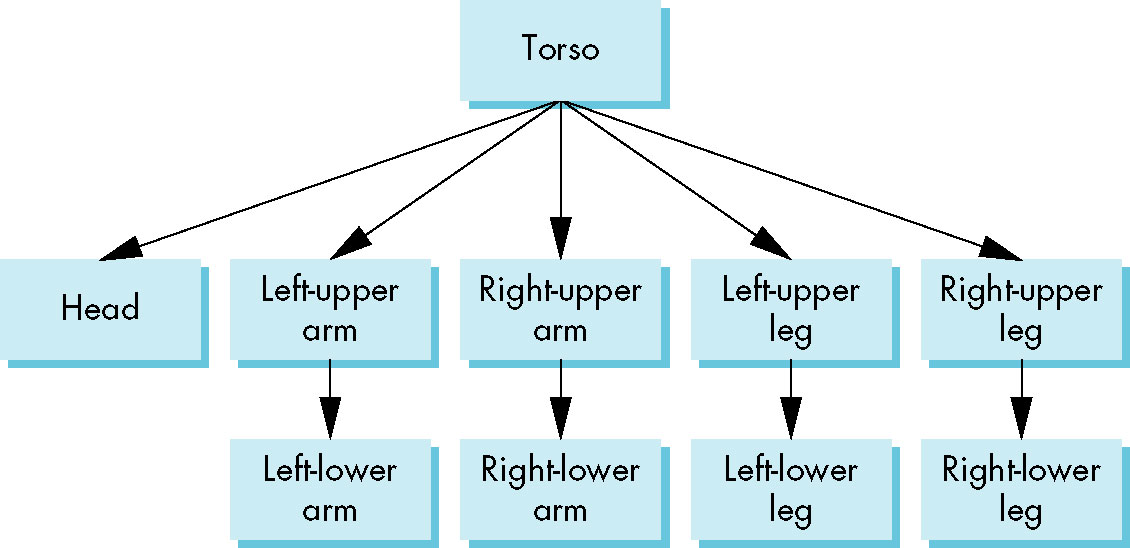 Torso
Head
Left-upper
arm
Right-upper
arm
Left-upper
leg
Right-upper
leg
Left-lower
arm
Right-lower
arm
Left-lower
leg
Right-lower
leg